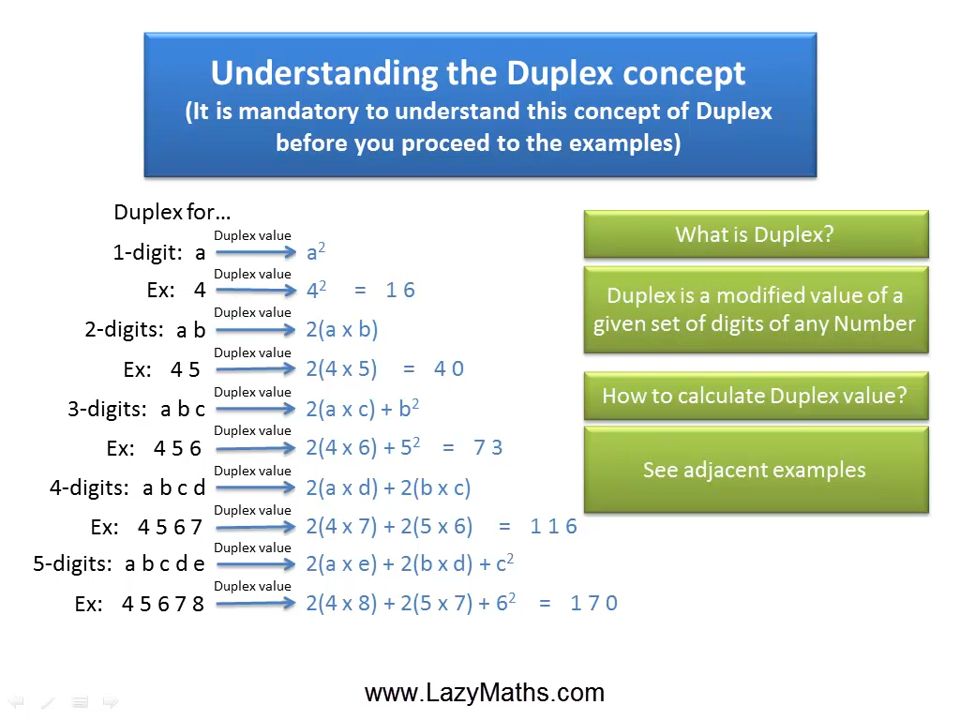 Understanding the Duplex concept
(It is mandatory to understand this concept of Duplex
before you proceed to the examples)
Duplex for…
1-digit: a Duplex value a²
Ex: 4 Duplex value 4² = 1 6
2-digits: a b Duplex value 2(a x b)
Ex: 4 5 Duplex value 2(4 x 5) = 4 0
3-digits: a b c Duplex value 2(a x c) + b²
Ex: 4 5 6 Duplex value 2(4 x 6) + 5² = 7 3
4-digits: a b c d Duplex value 2(a x d) + 2(b x c)
Ex: 4 5 6 7 Duplex value 2(4 x 7) + 2(5 x 6) = 1 1 6
5-digits: a b c d e Duplex value 2(a x e) + 2(b x d) + c²
Ex: 4 5 6 7 8 Duplex value 2(4 x 8) + 2(5 x 7) + 6² = 1 7 0
What is Duplex?
Duplex is a modified value of a
given set of digits of any Number
How to calculate Duplex value?
See adjacent examples
www.LazyMaths.com